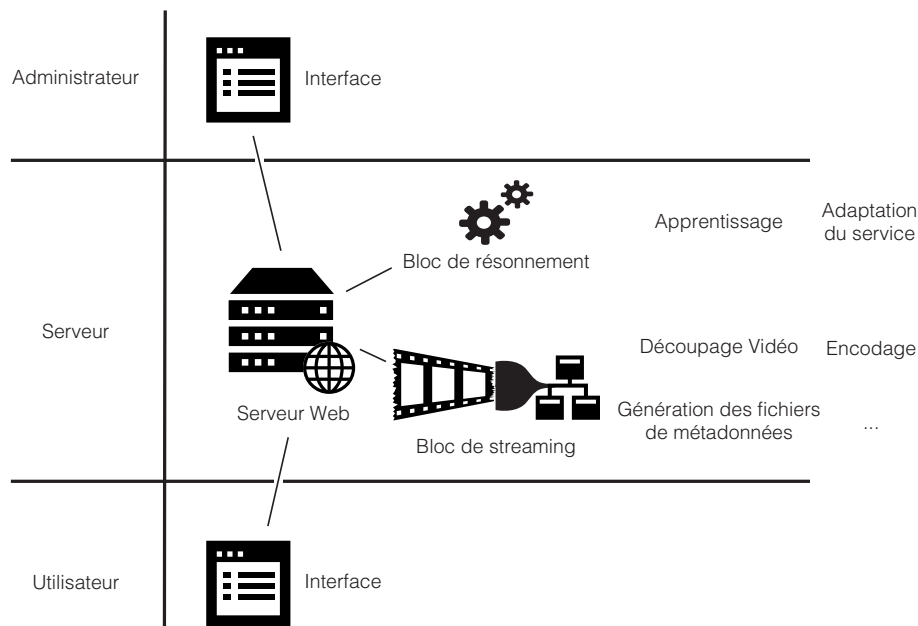 Administrateur
Interface
Apprentissage
Adaptation
du service
Bloc de résonnement
Serveur
Découpage Vidéo
Encodage
Serveur Web
Génération des fichiers
de métadonnées
...
Bloc de streaming
Utilisateur
Interface